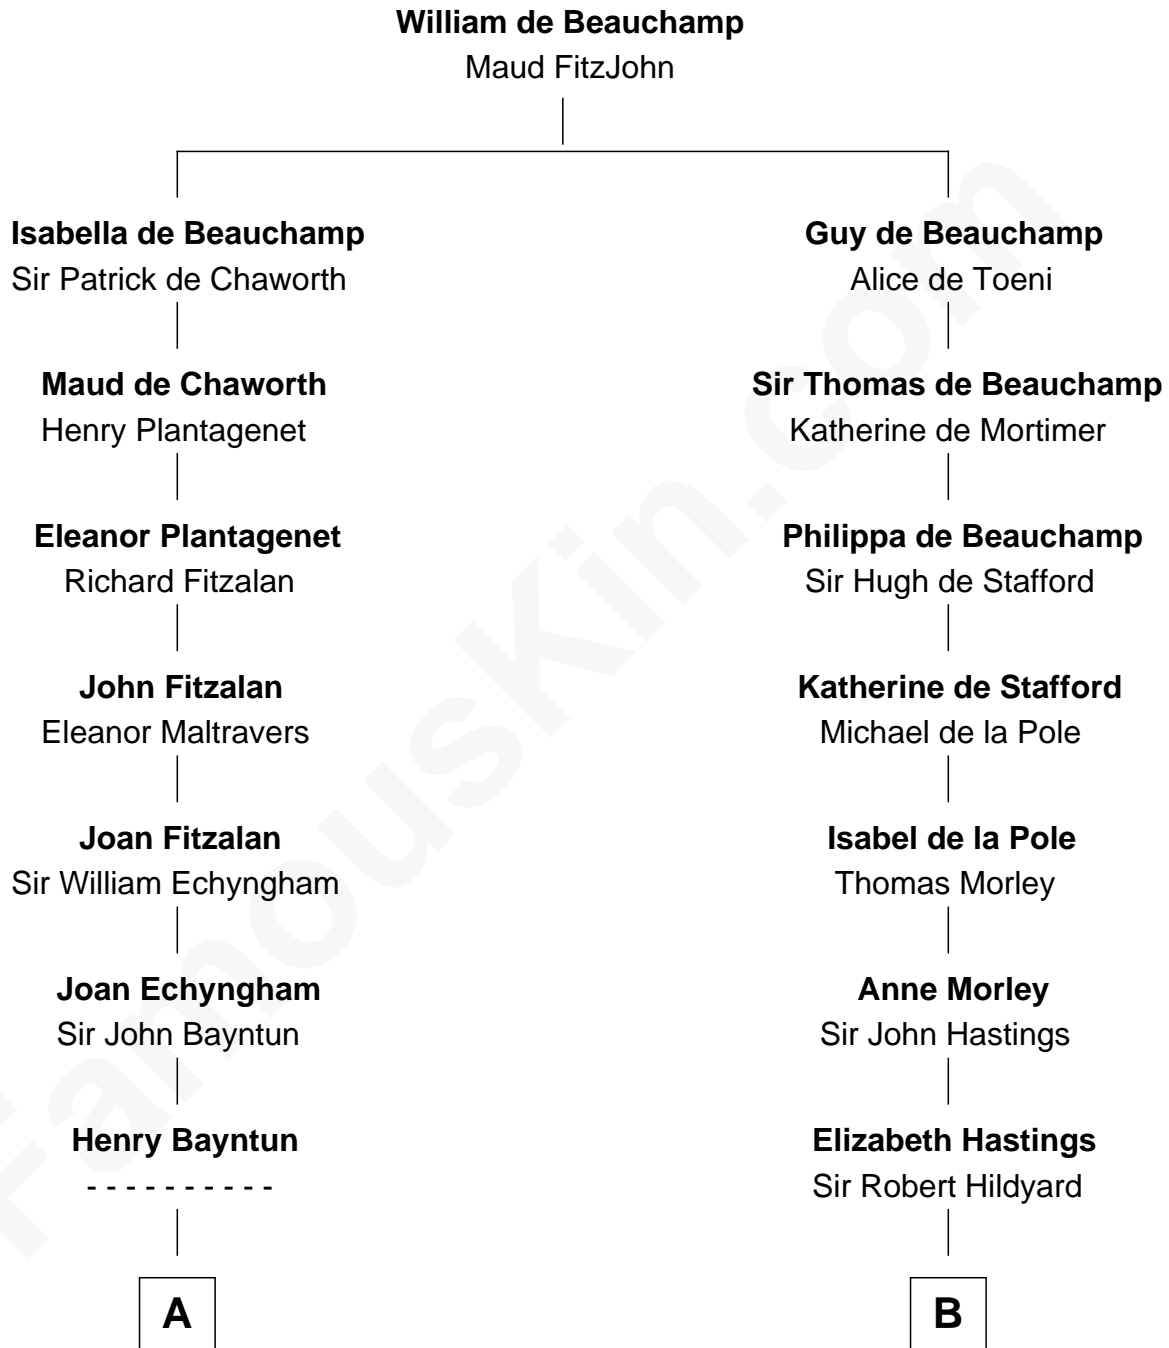 William de Beauchamp
Maud FitzJohn
Isabella de Beauchamp
Sir Patrick de Chaworth
Guy de Beauchamp
Alice de Toeni
Maud de Chaworth
Henry Plantagenet
Sir Thomas de Beauchamp
Katherine de Mortimer
Eleanor Plantagenet
Richard Fitzalan
Philippa de Beauchamp
Sir Hugh de Stafford
John Fitzalan
Eleanor Maltravers
Katherine de Stafford
Michael de la Pole
Joan Fitzalan
Sir William Echyngham
Isabel de la Pole
Thomas Morley
Joan Echyngham
Sir John Bayntun
Anne Morley
Sir John Hastings
Henry Bayntun
- - - - - - - - - -
Elizabeth Hastings
Sir Robert Hildyard
A
B
FamousKin.com